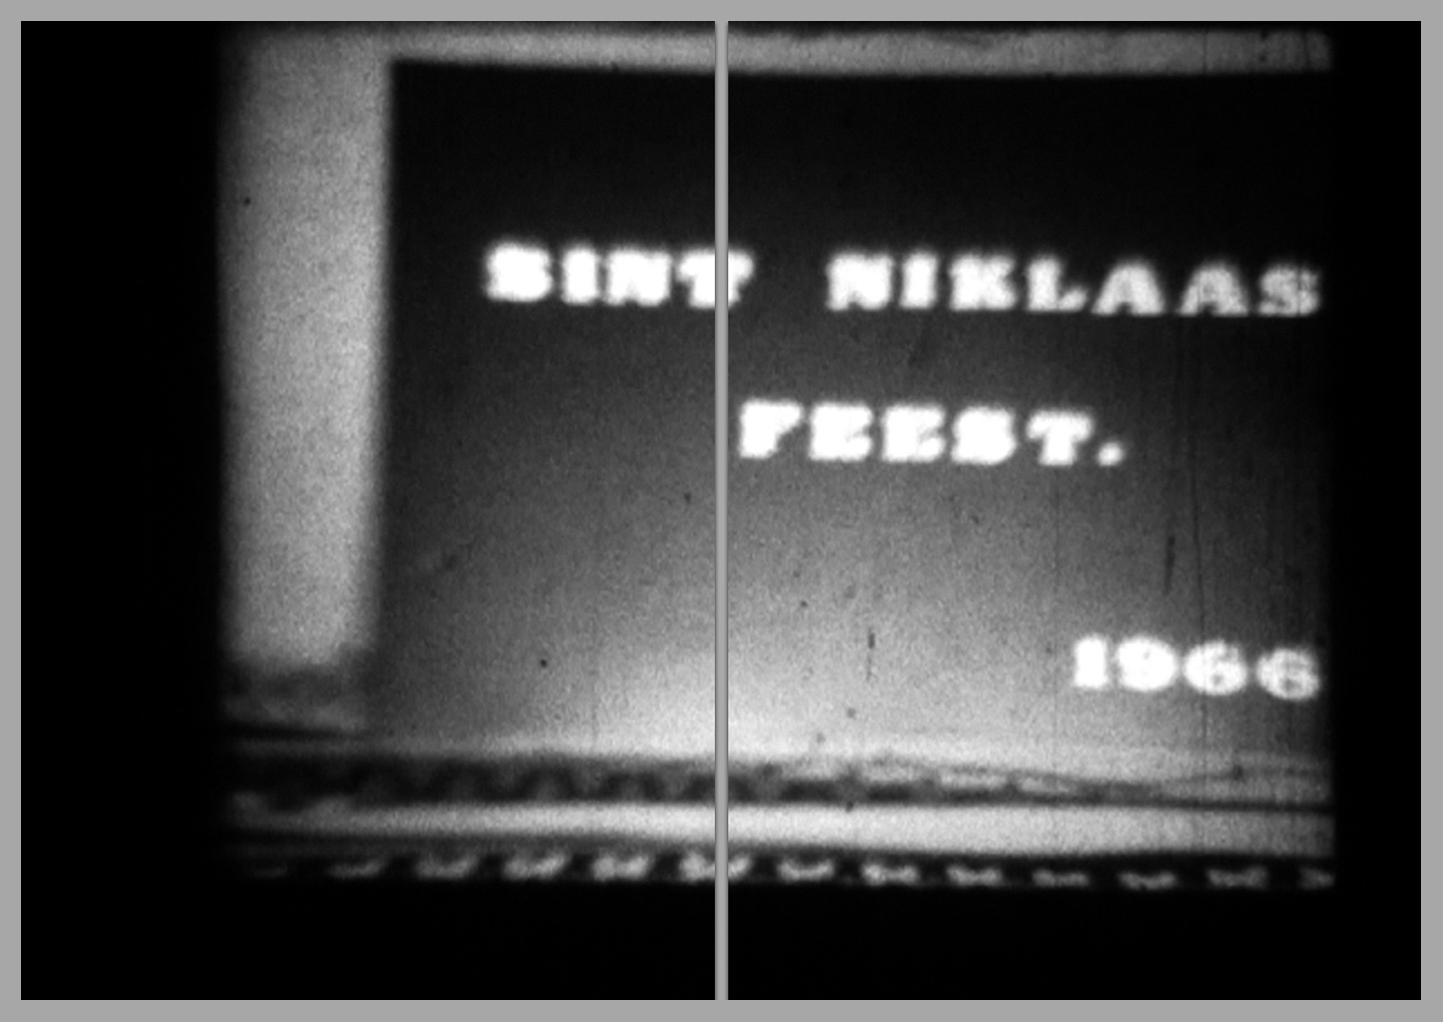 SINT NIKLAAS
FEEST.
1966